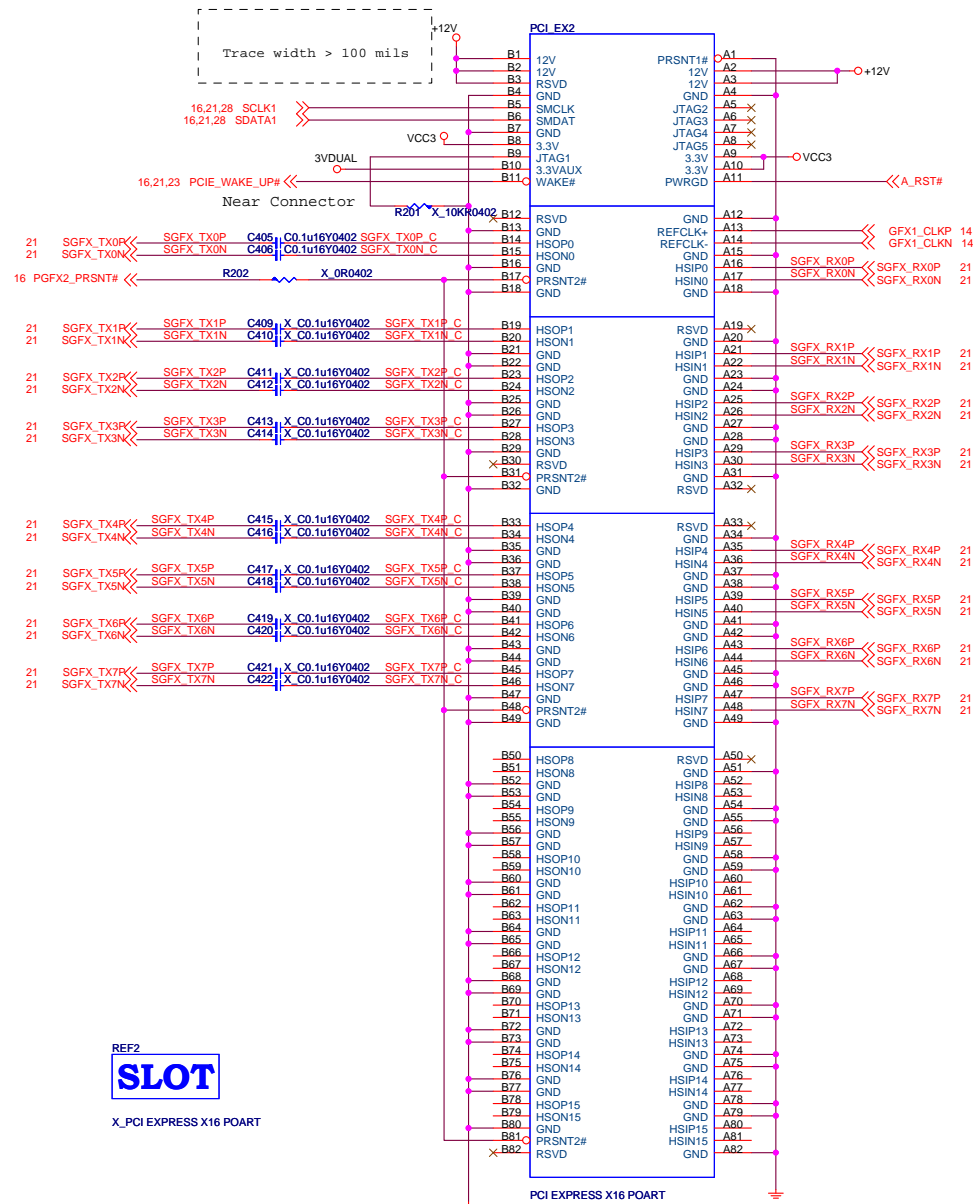 Trace width > 100 mils
+12V
PCI_EX2
B1 12V PRSNT1# A1
B2 12V 12V A2 +12V
B3 RSVD 12V A3
B4 GND GND A4
16,21,28 SCLK1 B5 SMCLK JTAG2 A5
16,21,28 SDATA1 B6 SMDAT JTAG3 A6
B7 GND JTAG4 A7
VCC3 B8 3.3V JTAG5 A8
B9 JTAG1 3.3V A9 VCC3
3VDUAL B10 3.3VAUX 3.3V A10
16,21,23 PCIE_WAKE_UP# B11 WAKE# PWRGD A11 A_RST#
Near Connector
R201 X_10KR0402
B12 RSVD GND A12
B13 GND REFCLK+ A13 GFX1_CLKP 14
21 SGFX_TX0P C405 C0.1u16Y0402 SGFX_TX0P_C B14 HSOP0 REFCLK- A14 GFX1_CLKN 14
21 SGFX_TX0N C406 C0.1u16Y0402 SGFX_TX0N_C B15 HSON0 GND A15
B16 GND HSIP0 A16 SGFX_RX0P SGFX_RX0P 21
16 PGFX2_PRSNT# R202 X_0R0402 B17 PRSNT2# HSIN0 A17 SGFX_RX0N SGFX_RX0N 21
B18 GND GND A18
21 SGFX_TX1P SGFX_TX1P C409 X_C0.1u16Y0402 SGFX_TX1P_C B19 HSOP1 RSVD A19
21 SGFX_TX1N SGFX_TX1N C410 X_C0.1u16Y0402 SGFX_TX1N_C B20 HSON1 GND A20
B21 GND HSIP1 A21 SGFX_RX1P SGFX_RX1P 21
B22 GND HSIN1 A22 SGFX_RX1N SGFX_RX1N 21
21 SGFX_TX2P SGFX_TX2P C411 X_C0.1u16Y0402 SGFX_TX2P_C B23 HSOP2 GND A23
21 SGFX_TX2N SGFX_TX2N C412 X_C0.1u16Y0402 SGFX_TX2N_C B24 HSON2 GND A24
B25 GND HSIP2 A25 SGFX_RX2P SGFX_RX2P 21
B26 GND HSIN2 A26 SGFX_RX2N SGFX_RX2N 21
21 SGFX_TX3P SGFX_TX3P C413 X_C0.1u16Y0402 SGFX_TX3P_C B27 HSOP3 GND A27
21 SGFX_TX3N SGFX_TX3N C414 X_C0.1u16Y0402 SGFX_TX3N_C B28 HSON3 GND A28
B29 GND HSIP3 A29 SGFX_RX3P SGFX_RX3P 21
B30 RSVD HSIN3 A30 SGFX_RX3N SGFX_RX3N 21
B31 PRSNT2# GND A31
B32 GND RSVD A32
21 SGFX_TX4P SGFX_TX4P C415 X_C0.1u16Y0402 SGFX_TX4P_C B33 HSOP4 RSVD A33
21 SGFX_TX4N SGFX_TX4N C416 X_C0.1u16Y0402 SGFX_TX4N_C B34 HSON4 GND A34
B35 GND HSIP4 A35 SGFX_RX4P SGFX_RX4P 21
B36 GND HSIN4 A36 SGFX_RX4N SGFX_RX4N 21
21 SGFX_TX5P SGFX_TX5P C417 X_C0.1u16Y0402 SGFX_TX5P_C B37 HSOP5 GND A37
21 SGFX_TX5N SGFX_TX5N C418 X_C0.1u16Y0402 SGFX_TX5N_C B38 HSON5 GND A38
B39 GND HSIP5 A39 SGFX_RX5P SGFX_RX5P 21
B40 GND HSIN5 A40 SGFX_RX5N SGFX_RX5N 21
21 SGFX_TX6P SGFX_TX6P C419 X_C0.1u16Y0402 SGFX_TX6P_C B41 HSOP6 GND A41
21 SGFX_TX6N SGFX_TX6N C420 X_C0.1u16Y0402 SGFX_TX6N_C B42 HSON6 GND A42
B43 GND HSIP6 A43 SGFX_RX6P SGFX_RX6P 21
B44 GND HSIN6 A44 SGFX_RX6N SGFX_RX6N 21
21 SGFX_TX7P SGFX_TX7P C421 X_C0.1u16Y0402 SGFX_TX7P_C B45 HSOP7 GND A45
21 SGFX_TX7N SGFX_TX7N C422 X_C0.1u16Y0402 SGFX_TX7N_C B46 HSON7 GND A46
B47 GND HSIP7 A47 SGFX_RX7P SGFX_RX7P 21
B48 PRSNT2# HSIN7 A48 SGFX_RX7N SGFX_RX7N 21
B49 GND GND A49
B50 HSOP8 RSVD A50
B51 HSON8 GND A51
B52 GND HSIP8 A52
B53 GND HSIN8 A53
B54 HSOP9 GND A54
B55 HSON9 GND A55
B56 GND HSIP9 A56
B57 GND HSIN9 A57
B58 HSOP10 GND A58
B59 HSON10 GND A59
B60 GND HSIP10 A60
B61 GND HSIN10 A61
B62 HSOP11 GND A62
B63 HSON11 GND A63
B64 GND HSIP11 A64
B65 GND HSIN11 A65
B66 HSOP12 GND A66
B67 HSON12 GND A67
B68 GND HSIP12 A68
B69 GND HSIN12 A69
B70 HSOP13 GND A70
B71 HSON13 GND A71
B72 GND HSIP13 A72
B73 GND HSIN13 A73
B74 HSOP14 GND A74
B75 HSON14 GND A75
B76 GND HSIP14 A76
B77 GND HSIN14 A77
B78 HSOP15 GND A78
B79 HSON15 GND A79
B80 GND HSIP15 A80
B81 PRSNT2# HSIN15 A81
B82 RSVD GND A82
REF2
SLOT
X_PCI EXPRESS X16 POART
PCI EXPRESS X16 POART